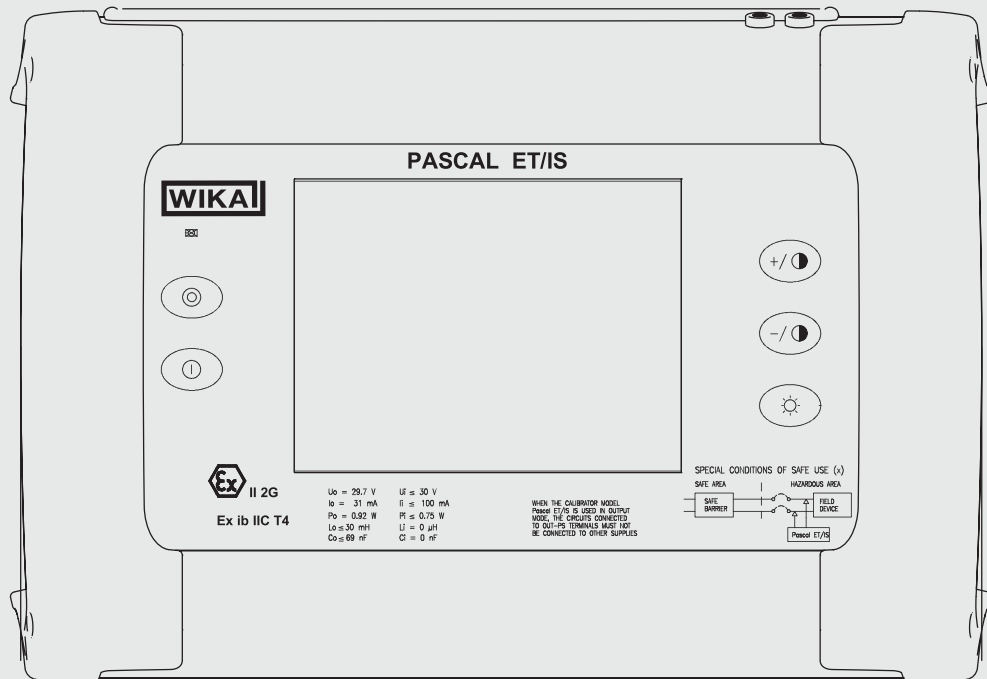 PASCAL ET/IS
WIKA
+/
-/
Ex II 2G
Ex ib IIC T4
Uo = 29.7 V
Io = 31 mA
Po = 0.92 W
Lo ≤ 30 mH
Co ≤ 69 nF
Ui ≤ 30 V
Ii ≤ 100 mA
Pi ≤ 0.75 W
Li = 0 µH
Ci = 0 nF
WHEN THE CALIBRATOR MODEL
Pascal ET/IS IS USED IN OUTPUT
MODE, THE CIRCUITS CONNECTED
TO OUT-PS TERMINALS MUST NOT
BE CONNECTED TO OTHER SUPPLIES
SPECIAL CONDITIONS OF SAFE USE (x)
SAFE AREA
HAZARDOUS AREA
SAFE
BARRIER
FIELD
DEVICE
Pascal ET/IS